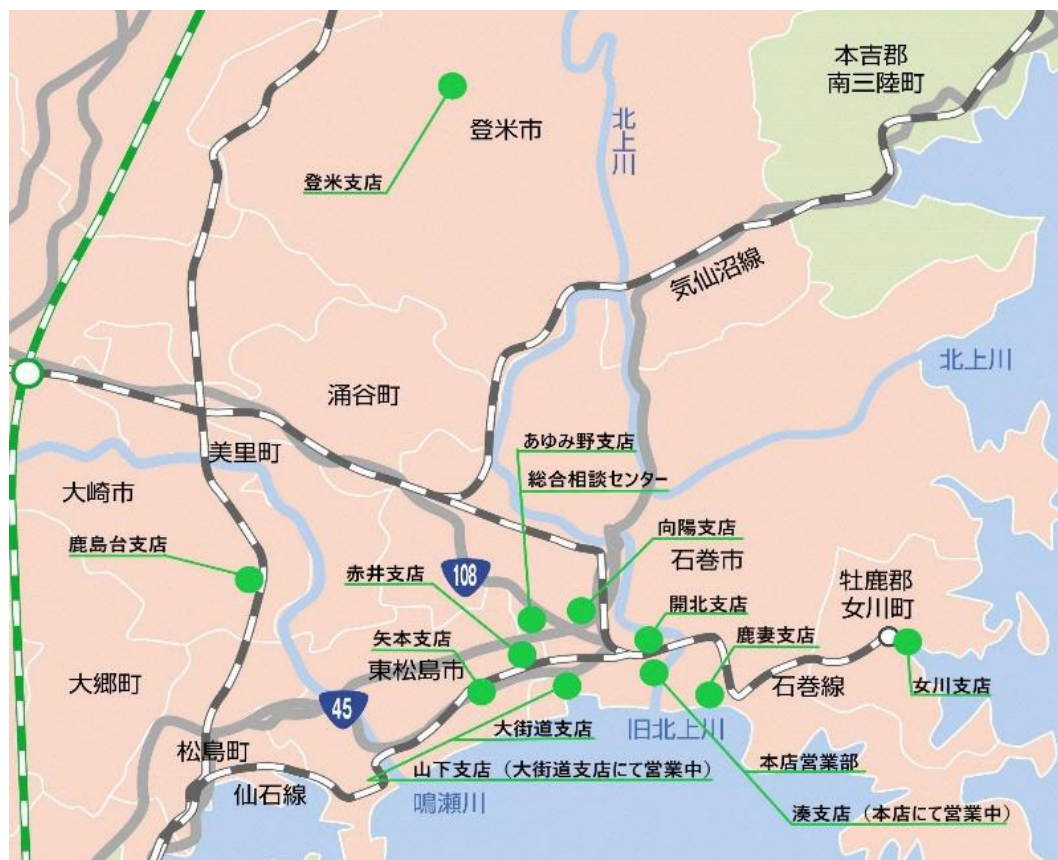 本吉郡
南三陸町
登米市
北上川
登米支店
気仙沼線
北上川
涌谷町
美里町
あゆみ野支店
総合相談センター
大崎市
鹿島台支店
向陽支店
石巻市
赤井支店
108
開北支店
牡鹿郡
女川町
矢本支店
鹿妻支店
東松島市
大郷町
石巻線
女川支店
45
大街道支店
旧北上川
松島町
本店営業部
山下支店（大街道支店にて営業中）
仙石線
鳴瀬川
湊支店（本店にて営業中）